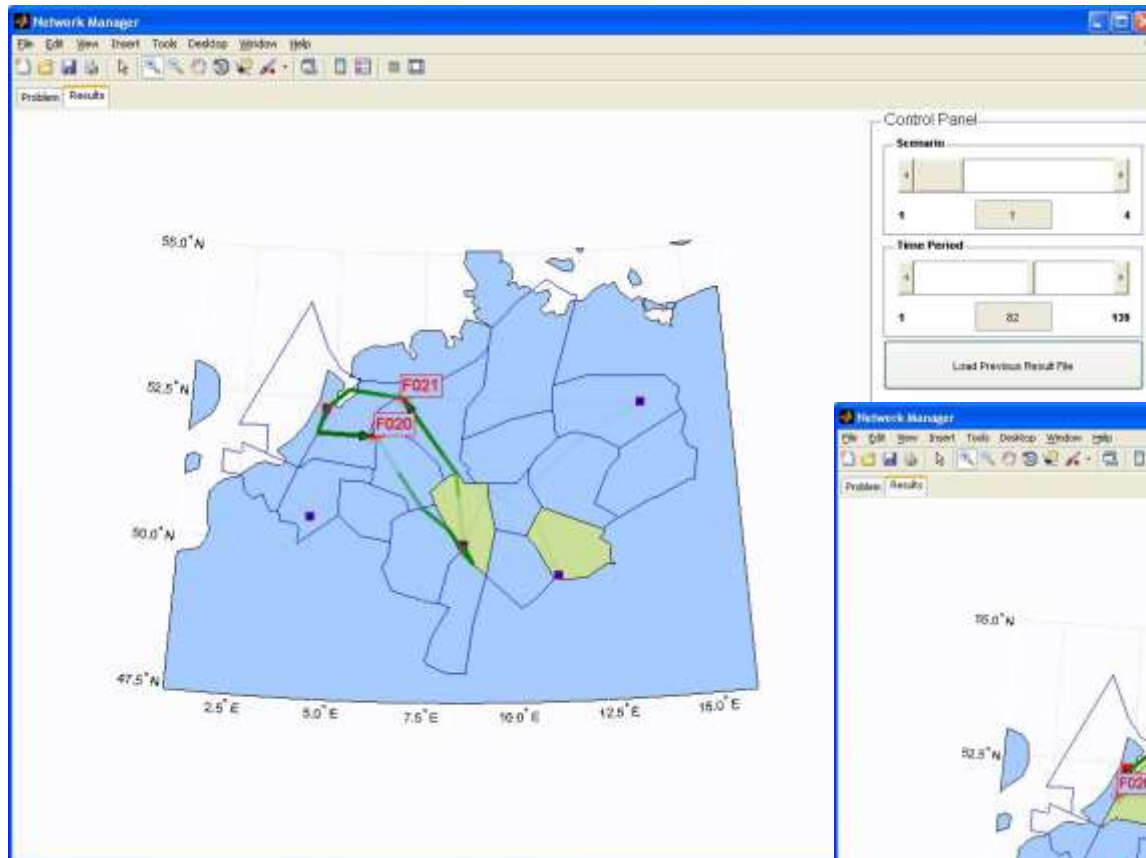 Network Manager
File Edit View Insert Tools Desktop Window Help
Problem Results
Control Panel
Scenario
1 1 4
Time Period
1 82 139
Load Previous Result File
55.0°N
52.5°N
50.0°N
47.5°N
2.5°E 5.0°E 7.5°E 10.0°E 12.5°E 15.0°E
F021
F020
Network Manager
File Edit View Insert Tools Desktop Window Help
Problem Results
55.0°N
52.5°N